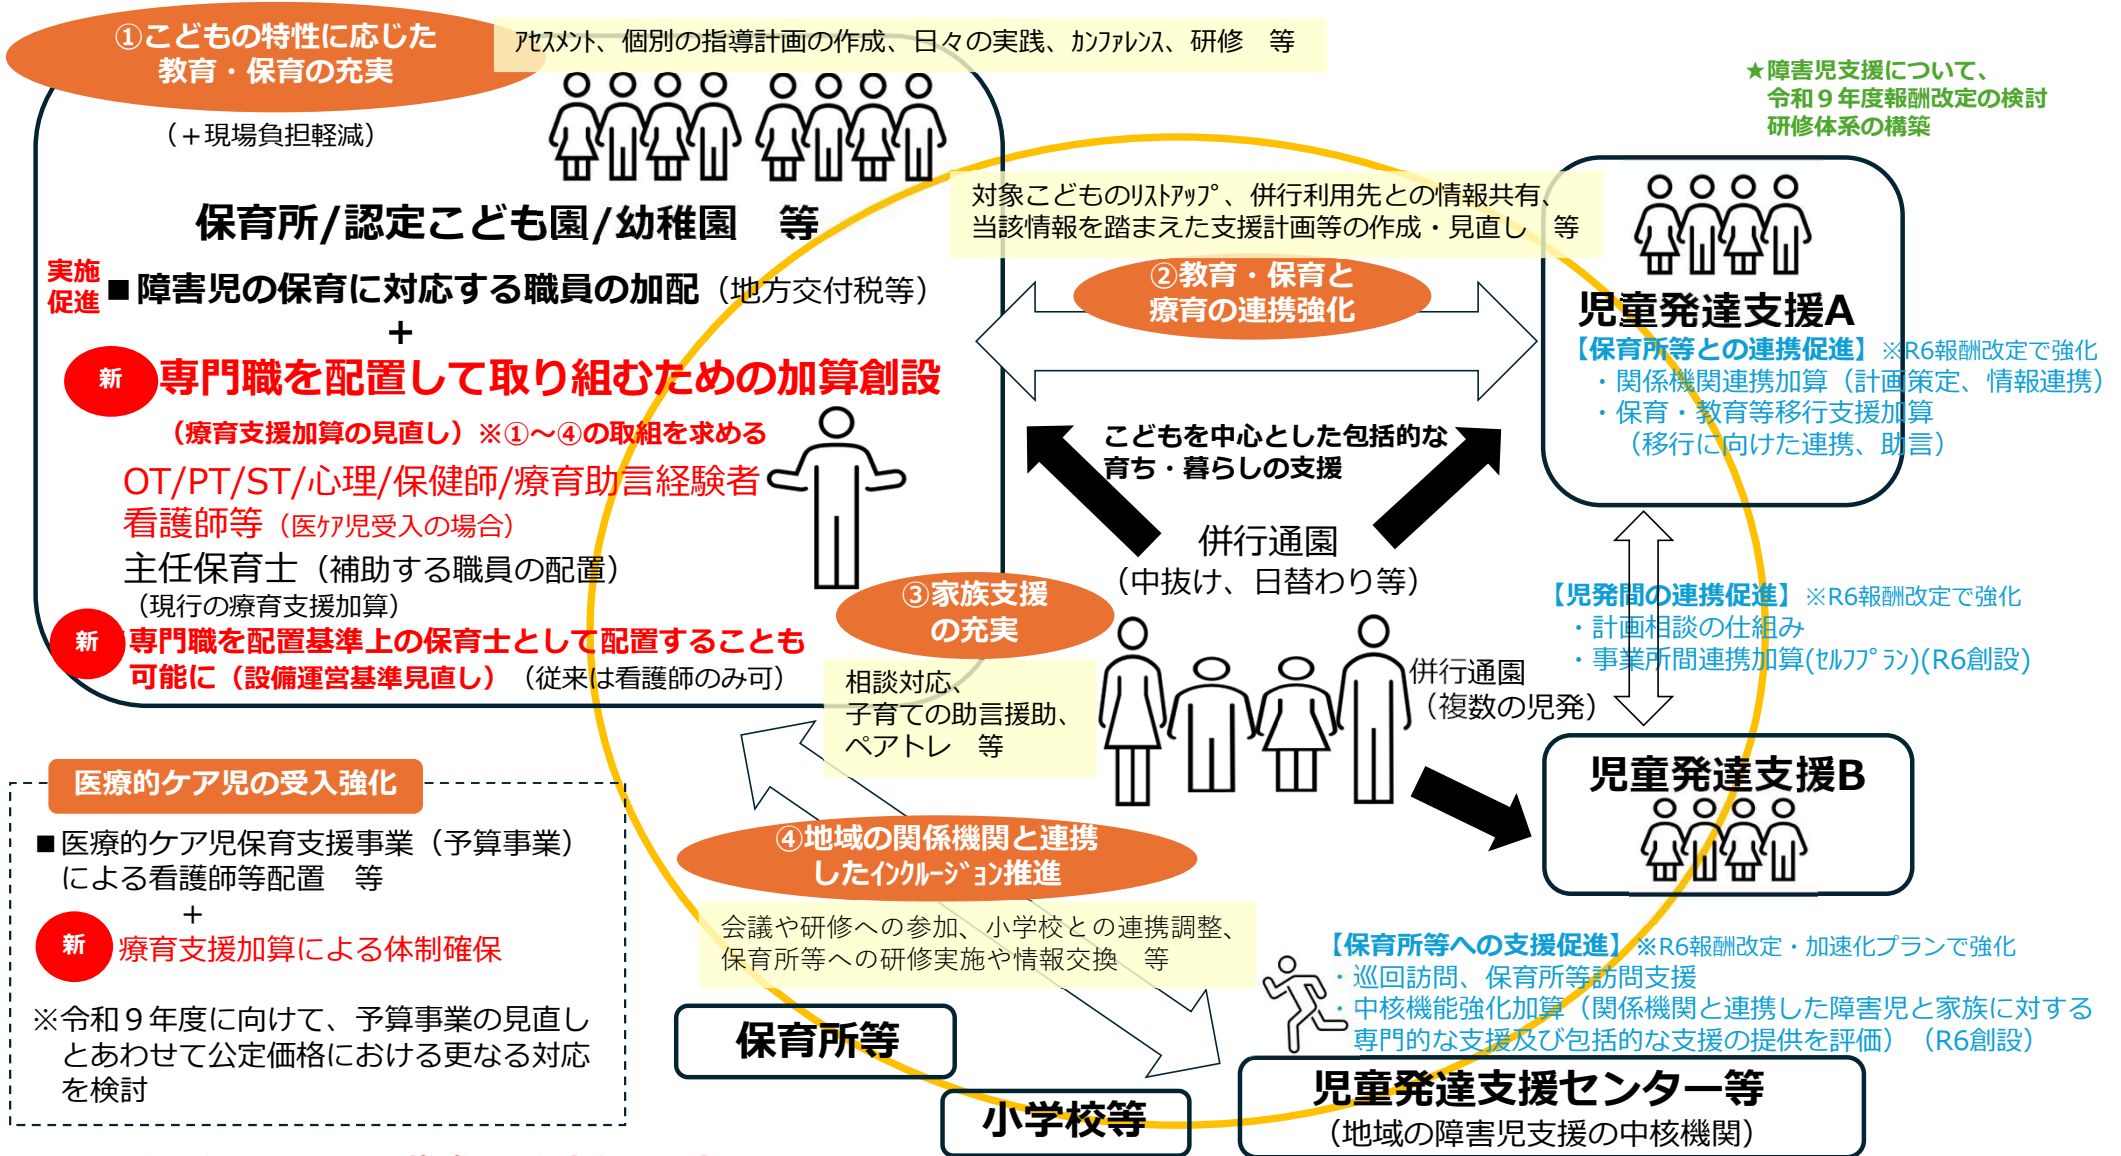 ①こどもの特性に応じた
教育・保育の充実
ｱｾｽﾒﾝﾄ、個別の指導計画の作成、日々の実践、ｶﾝﾌｧﾚﾝｽ、研修　等
（＋現場負担軽減）
保育所/認定こども園/幼稚園　等
実施
促進
■障害児の保育に対応する職員の加配（地方交付税等）
＋
新
専門職を配置して取り組むための加算創設
（療育支援加算の見直し）※①～④の取組を求める
OT/PT/ST/心理/保健師/療育助言経験者
看護師等（医ｹｱ児受入の場合）
主任保育士（補助する職員の配置）
（現行の療育支援加算）
新
専門職を配置基準上の保育士として配置することも
可能に（設備運営基準見直し）（従来は看護師のみ可）
★障害児支援について、
令和９年度報酬改定の検討
研修体系の構築
対象こどものﾘｽﾄｱｯﾌﾟ、併行利用先との情報共有、
当該情報を踏まえた支援計画等の作成・見直し　等
②教育・保育と
療育の連携強化
児童発達支援A
【保育所等との連携促進】※R6報酬改定で強化
・関係機関連携加算（計画策定、情報連携）
・保育・教育等移行支援加算
（移行に向けた連携、助言）
こどもを中心とした包括的な
育ち・暮らしの支援
併行通園
（中抜け、日替わり等）
③家族支援
の充実
相談対応、
子育ての助言援助、
ペアトレ　等
【児発間の連携促進】※R6報酬改定で強化
・計画相談の仕組み
・事業所間連携加算(ｾﾙﾌﾌﾟﾗﾝ)(R6創設)
併行通園
（複数の児発）
児童発達支援B
医療的ケア児の受入強化
■医療的ケア児保育支援事業（予算事業）
による看護師等配置　等
＋
新
療育支援加算による体制確保
※令和９年度に向けて、予算事業の見直し
とあわせて公定価格における更なる対応
を検討
④地域の関係機関と連携
したｲﾝｸﾙｰｼﾞｮﾝ推進
会議や研修への参加、小学校との連携調整、
保育所等への研修実施や情報交換　等
【保育所等への支援促進】※R6報酬改定・加速化プランで強化
・巡回訪問、保育所等訪問支援
・中核機能強化加算（関係機関と連携した障害児と家族に対する
専門的な支援及び包括的な支援の提供を評価）（R6創設）
保育所等
小学校等
児童発達支援センター等
（地域の障害児支援の中核機関）